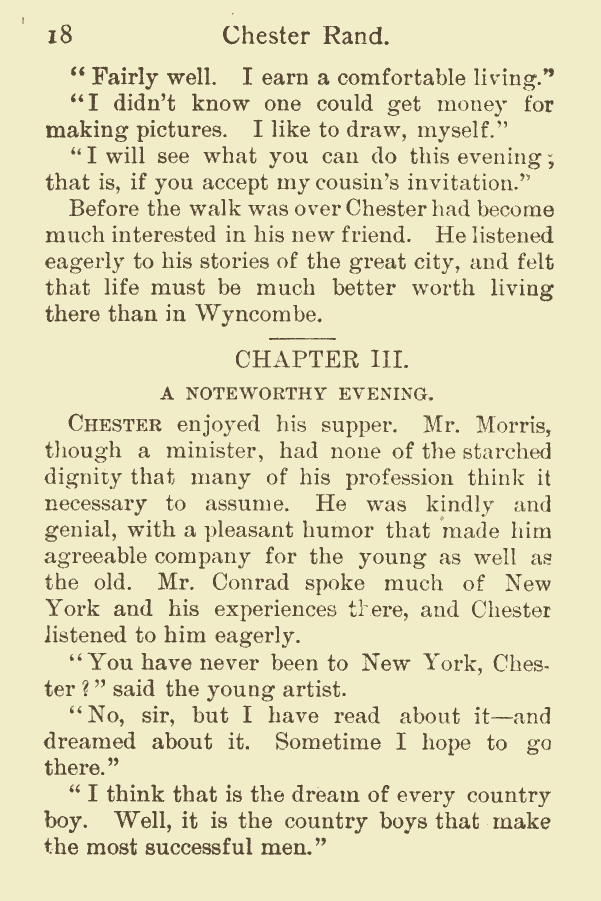 18 Chester Rand.
“ Fairly well. I earn a comfortable living.”
“I didn’t know one could get money for
making pictures. I like to draw, myself.”
“I will see what you can do this evening;
that is, if you accept my cousin’s invitation.”
Before the walk was over Chester had become
much interested in his new friend. He listened
eagerly to his stories of the great city, and felt
that life must be much better worth living
there than in Wyncombe.
CHAPTER III.
A NOTEWORTHY EVENING.
CHESTER enjoyed his supper. Mr. Morris,
though a minister, had none of the starched
dignity that many of his profession think it
necessary to assume. He was kindly and
genial, with a pleasant humor that made him
agreeable company for the young as well as
the old. Mr. Conrad spoke much of New
York and his experiences there, and Chester
listened to him eagerly.
“You have never been to New York, Ches-
ter?” said the young artist.
“No, sir, but I have read about it—and
dreamed about it. Sometime I hope to go
there.”
“ I think that is the dream of every country
boy. Well, it is the country boys that make
the most successful men.”